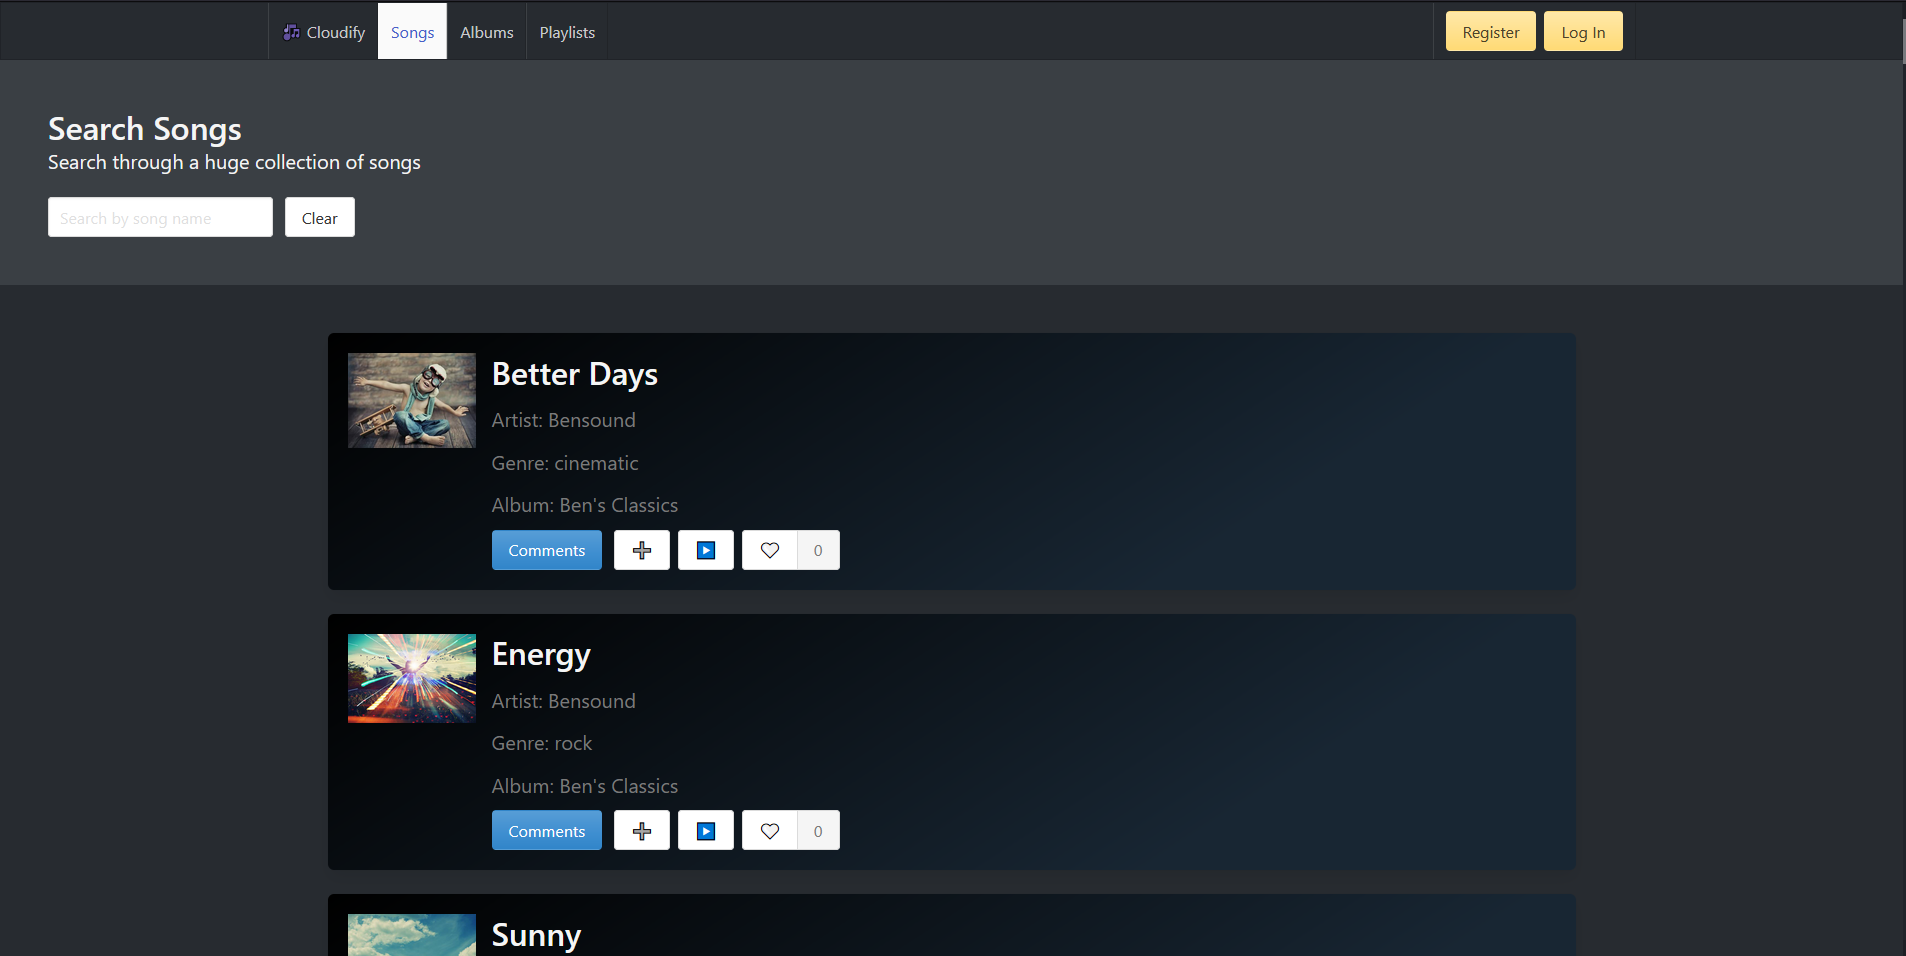 Cloudify Songs Albums Playlists Register Log In
Search Songs
Search through a huge collection of songs
Search by song name Clear
Better Days
Artist: Bensound
Genre: cinematic
Album: Ben's Classics
Comments 0
Energy
Artist: Bensound
Genre: rock
Album: Ben's Classics
Comments 0
Sunny